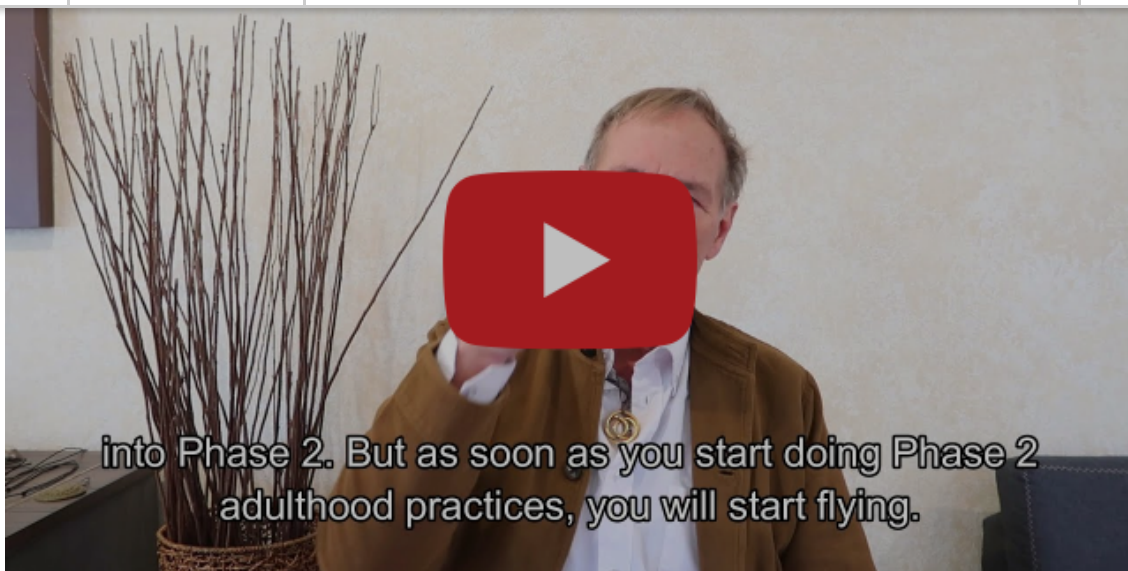 into Phase 2. But as soon as you start doing Phase 2
adulthood practices, you will start flying.